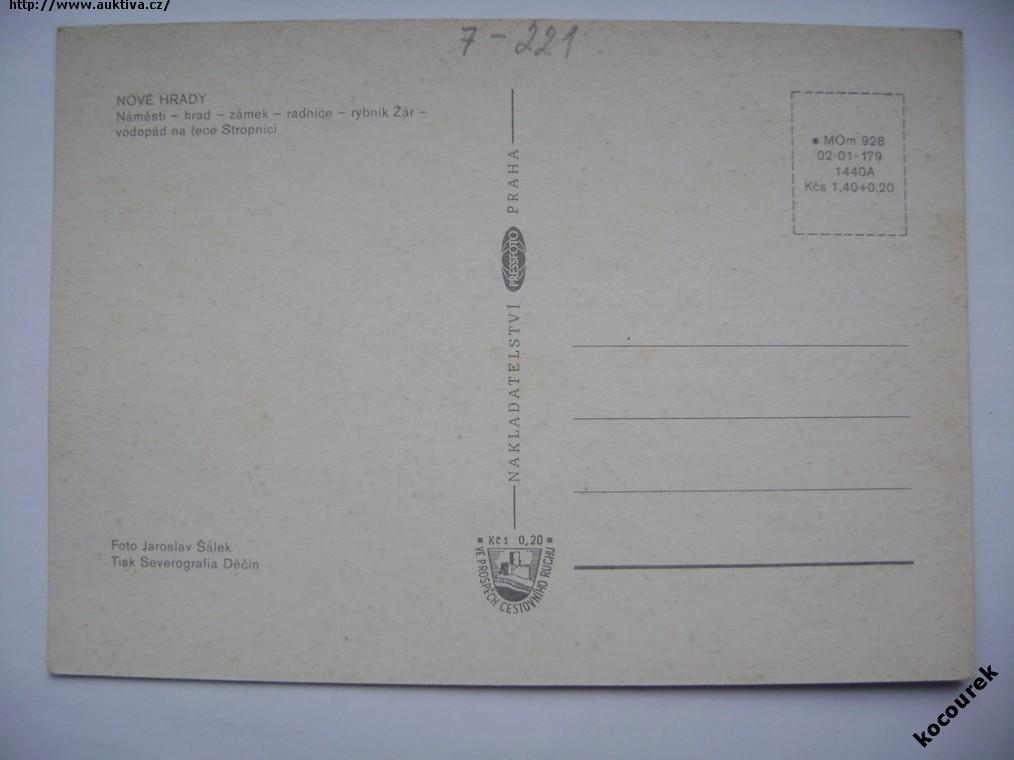 http://www.auktiva.cz/
7-221
NOVÉ HRADY
Náměstí – hrad – zámek – radnice – rybník Žár –
vodopád na řece Stropnici
MOm 928
02-01-179
1440A
Kčs 1,40+0,20
NAKLADATELSTVÍ PRESSFOTO PRAHA
Foto Jaroslav Šálek
Tisk Severografia Děčín
Kčs 0,20
VE PROSPĚCH CESTOVNÍHO RUCHU
kocourek